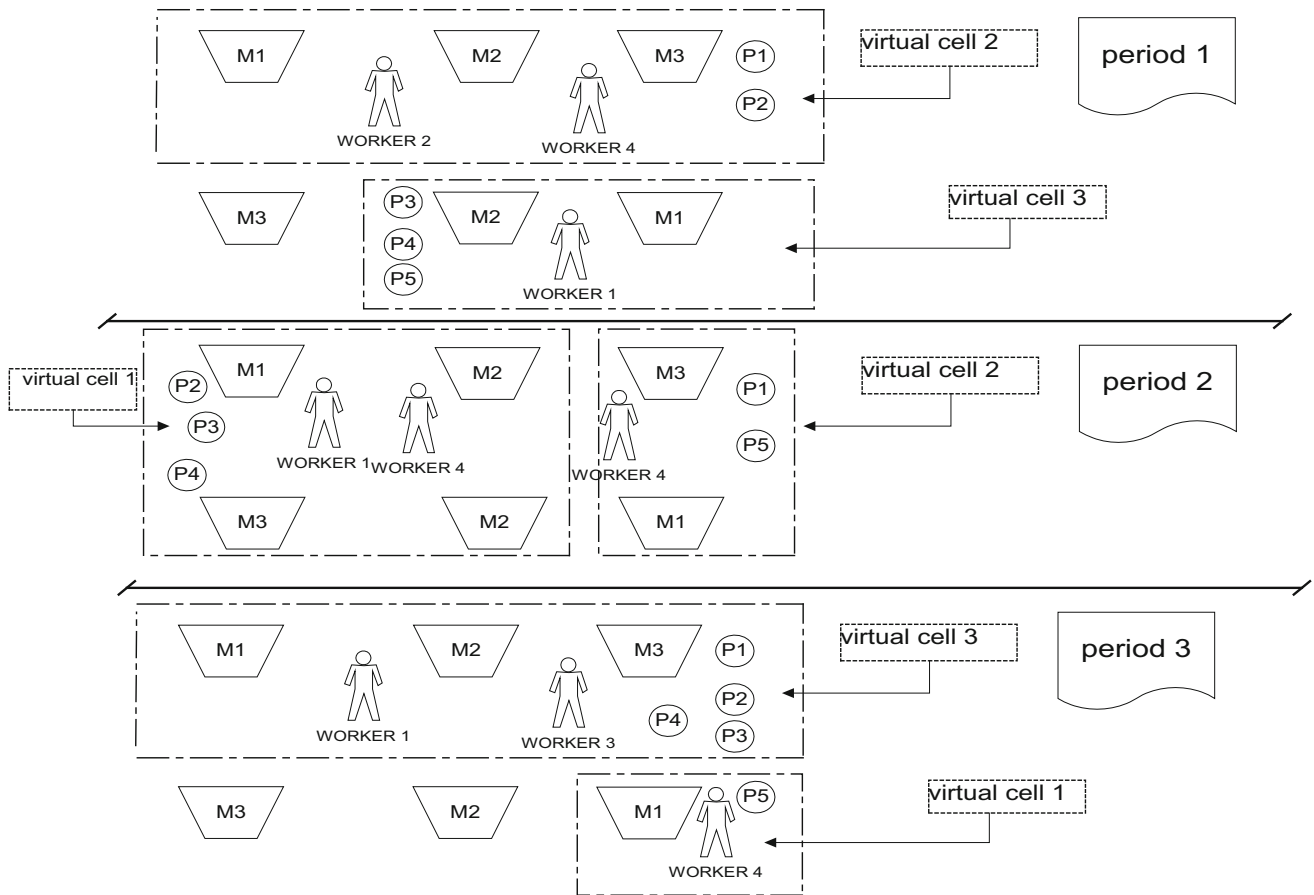 M1
M2
M3
P1
virtual cell 2
period 1
P2
WORKER 2
WORKER 4
M3
P3
M2
M1
virtual cell 3
P4
P5
WORKER 1
virtual cell 1
P2
M1
M2
M3
P1
virtual cell 2
period 2
P3
P5
P4
WORKER 1
WORKER 4
WORKER 4
M3
M2
M1
M1
M2
M3
P1
virtual cell 3
period 3
P2
P4
P3
WORKER 1
WORKER 3
M3
M2
M1
P5
virtual cell 1
WORKER 4